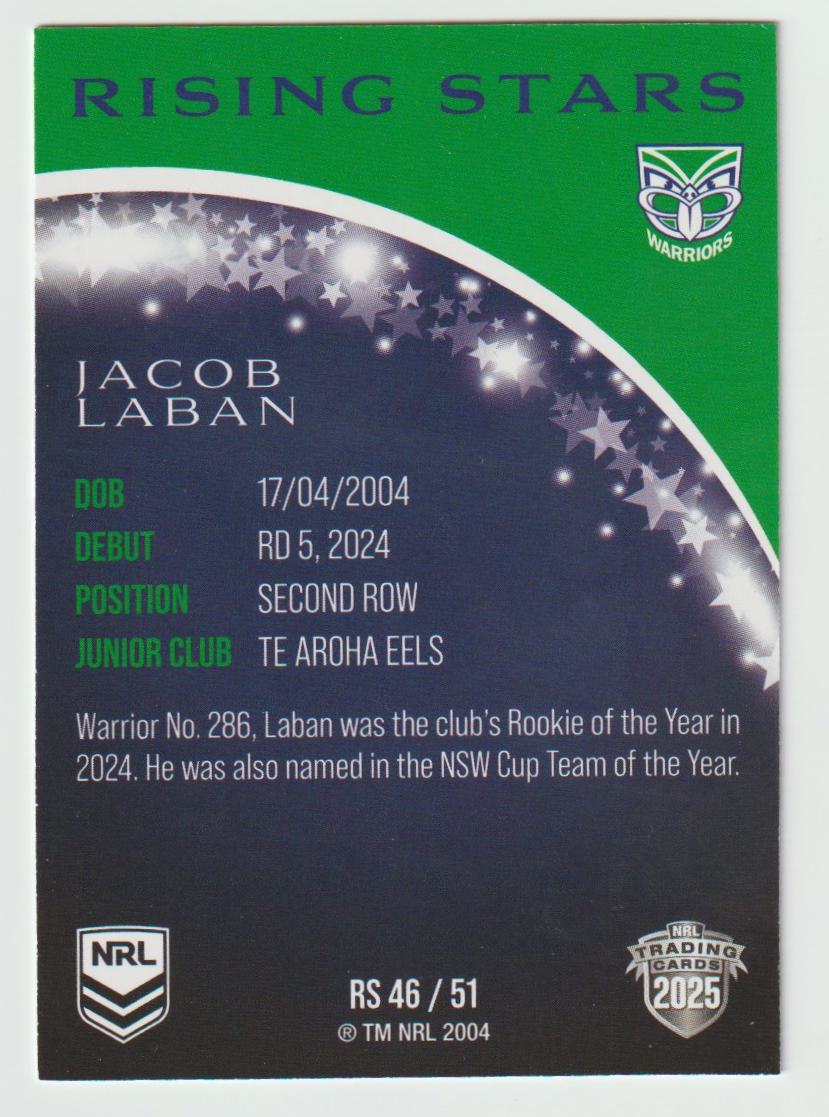 RISING STARS
WARRIORS
JACOB
LABAN
DOB 17/04/2004
DEBUT RD 5, 2024
POSITION SECOND ROW
JUNIOR CLUB TE AROHA EELS
Warrior No. 286, Laban was the club's Rookie of the Year in
2024. He was also named in the NSW Cup Team of the Year.
NRL
RS 46 / 51
® TM NRL 2004
NRL
TRADING
CARDS
2025